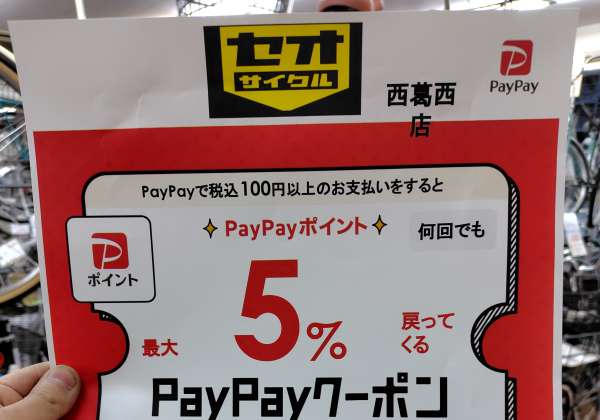 セオ
サイクル
西葛西
店
PayPay
PayPayで税込100円以上のお支払いをすると
PayPayポイント
何回でも
ポイント
最大
5%
戻って
くる
PayPayクーポン